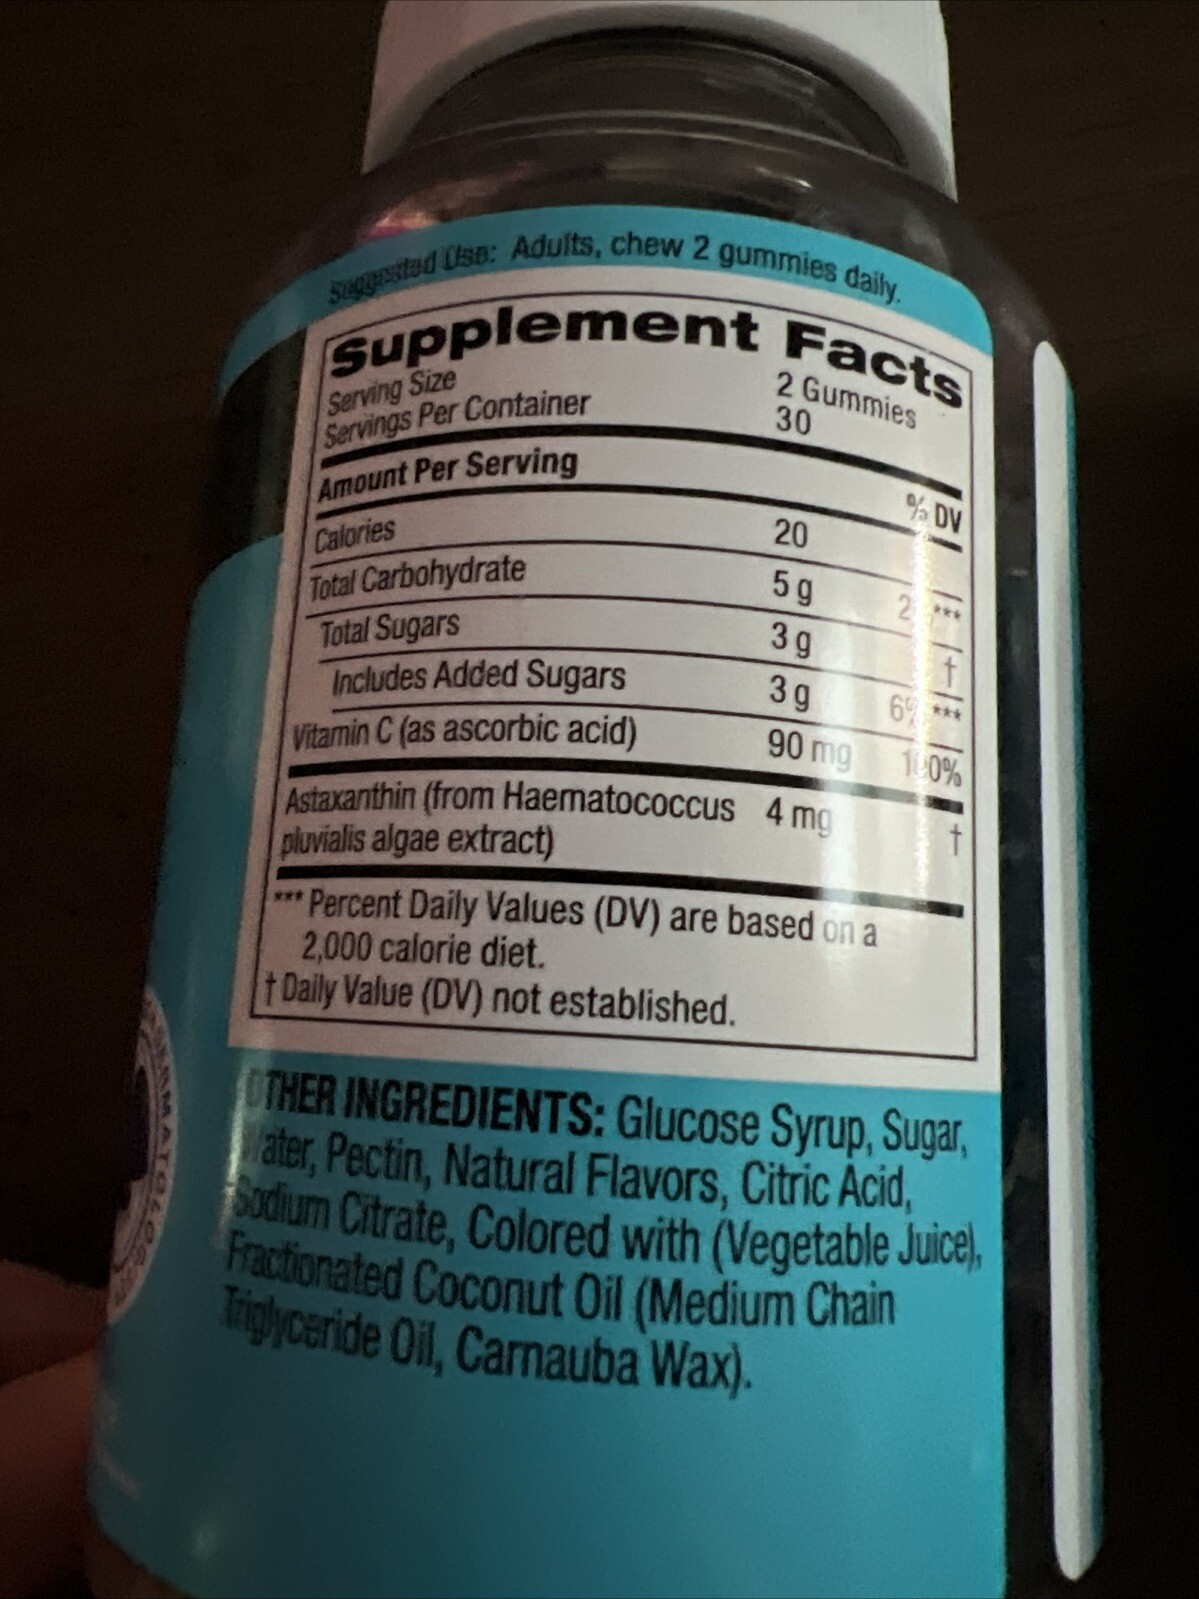 Suggested Use: Adults, chew 2 gummies daily.
Supplement Facts
Serving Size 2 Gummies
Servings Per Container 30
Amount Per Serving % DV
Calories 20
Total Carbohydrate 5 g 2 ***
Total Sugars 3 g †
Includes Added Sugars 3 g 6% ***
Vitamin C (as ascorbic acid) 90 mg 100%
Astaxanthin (from Haematococcus 4 mg †
pluvialis algae extract)
*** Percent Daily Values (DV) are based on a
2,000 calorie diet.
† Daily Value (DV) not established.
OTHER INGREDIENTS: Glucose Syrup, Sugar,
Water, Pectin, Natural Flavors, Citric Acid,
Sodium Citrate, Colored with (Vegetable Juice),
Fractionated Coconut Oil (Medium Chain
Triglyceride Oil, Carnauba Wax).